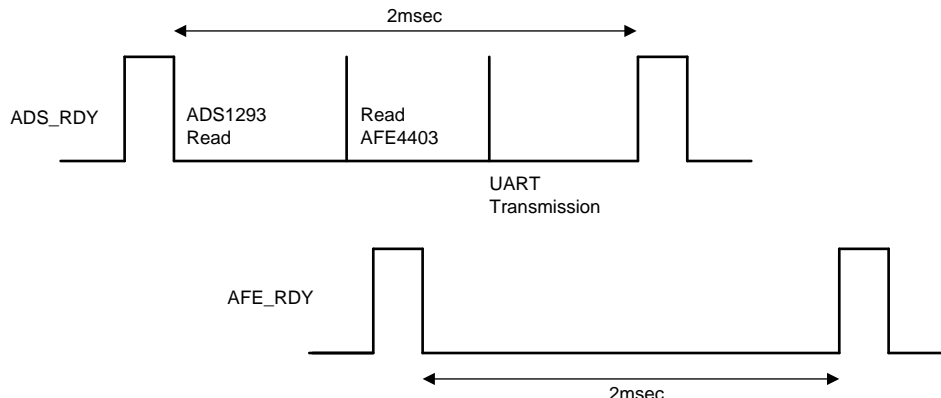 2msec
ADS_RDY
ADS1293
Read
Read
AFE4403
UART
Transmission
AFE_RDY
2msec